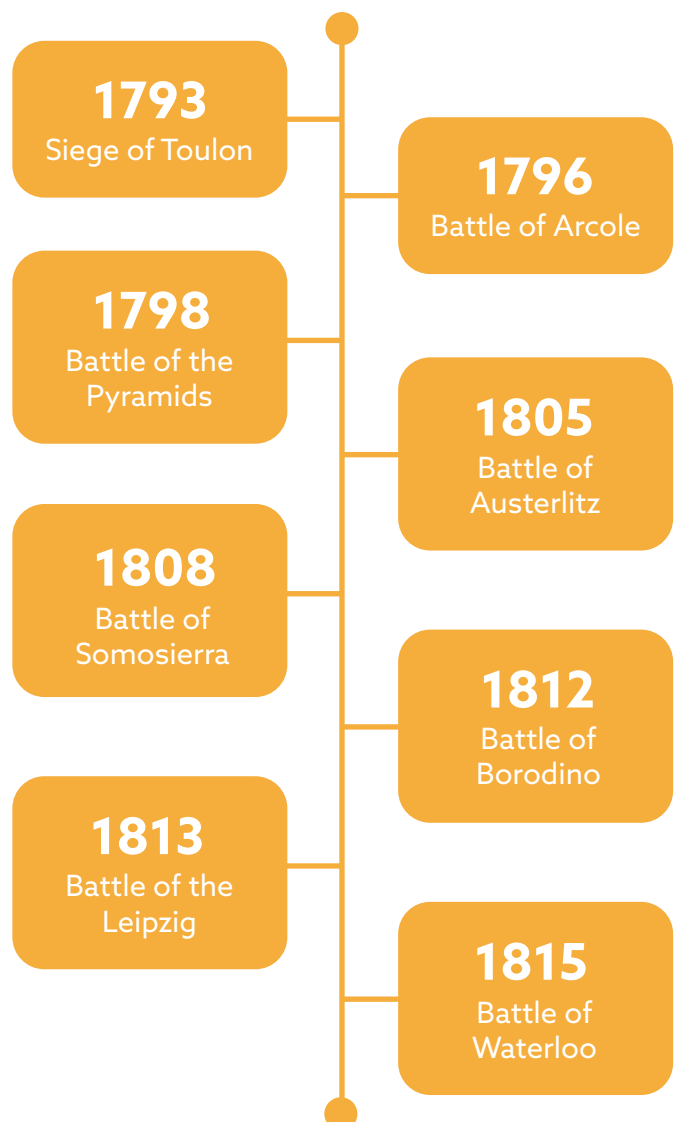 1793
Siege of Toulon
1796
Battle of Arcole
1798
Battle of the
Pyramids
1805
Battle of
Austerlitz
1808
Battle of
Somosierra
1812
Battle of
Borodino
1813
Battle of the
Leipzig
1815
Battle of
Waterloo